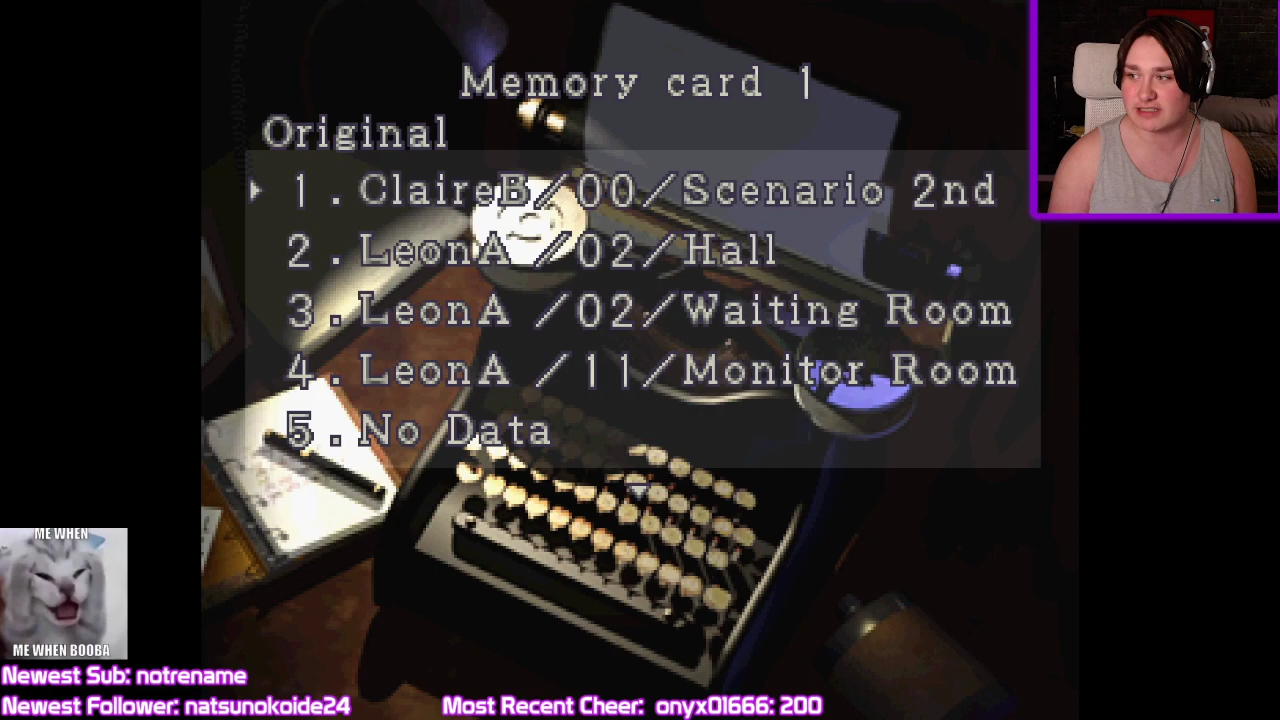 Memory card 1
Original
1. ClaireB/00/Scenario 2nd
2. LeonA /02/Hall
3. LeonA /02/Waiting Room
4. LeonA /11/Monitor Room
5. No Data
ME WHEN
ME WHEN BOOBA
Newest Sub: notrename
Newest Follower: natsunokoide24
Most Recent Cheer: onyx01666: 200